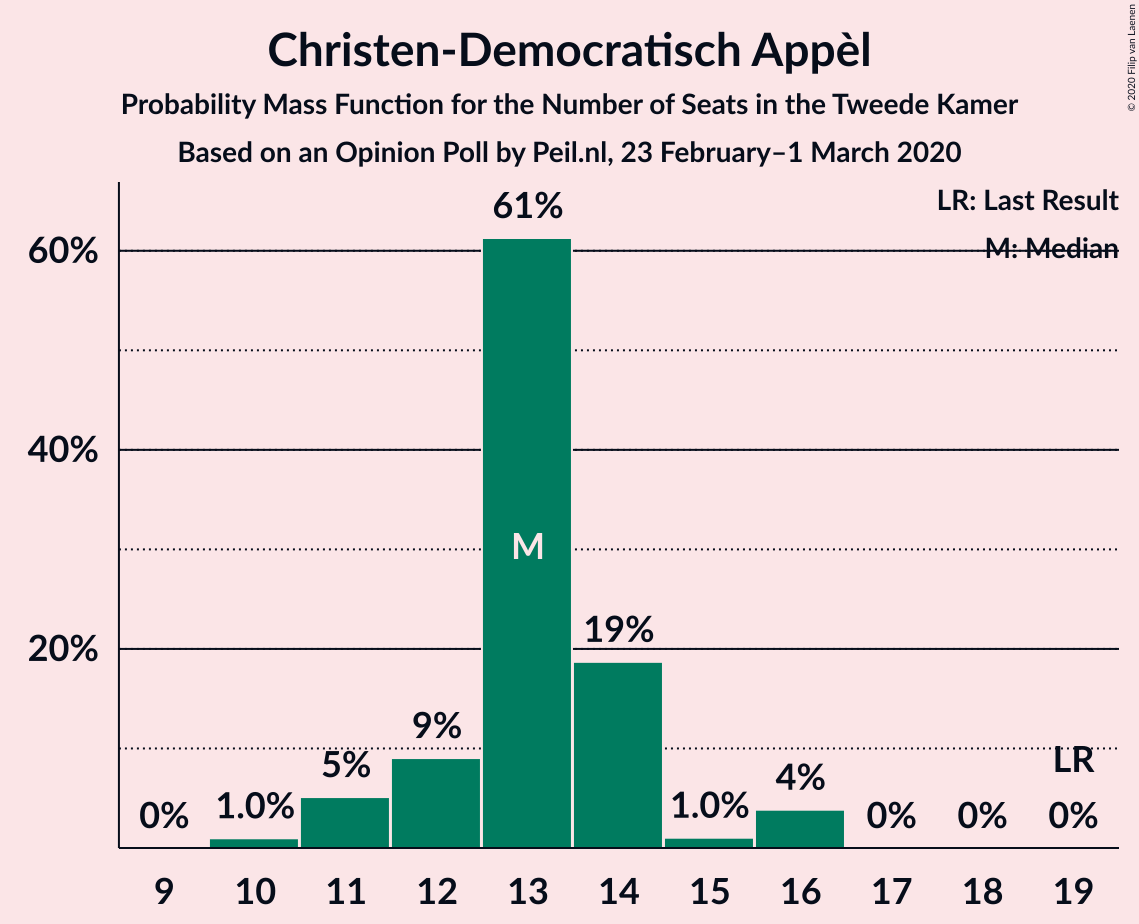 Christen-Democratisch Appèl
Probability Mass Function for the Number of Seats in the Tweede Kamer
Based on an Opinion Poll by Peil.nl, 23 February–1 March 2020
© 2020 Filip van Laenen
LR: Last Result
M: Median
61%
60%
40%
M
19%
20%
9%
5%
LR
4%
1.0%
1.0%
0%
0%
0%
0%
9 10 11 12 13 14 15 16 17 18 19